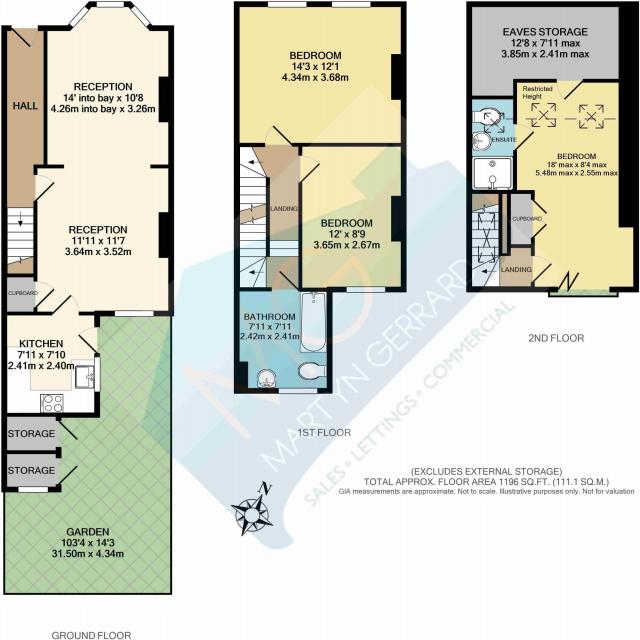 HALL
RECEPTION
14' into bay x 10'8
4.26m into bay x 3.26m
RECEPTION
11'11 x 11'7
3.64m x 3.52m
CUPBOARD
KITCHEN
7'11 x 7'10
2.41m x 2.40m
STORAGE
STORAGE
GARDEN
103'4 x 14'3
31.50m x 4.34m
GROUND FLOOR
BEDROOM
14'3 x 12'1
4.34m x 3.68m
LANDING
BEDROOM
12' x 8'9
3.65m x 2.67m
BATHROOM
7'11 x 7'11
2.42m x 2.41m
1ST FLOOR
EAVES STORAGE
12'8 x 7'11 max
3.85m x 2.41m max
Restricted
Height
ENSUITE
BEDROOM
18' max x 8'4 max
5.48m max x 2.55m max
CUPBOARD
LANDING
2ND FLOOR
MARTYN GERRARD
SALES • LETTINGS • COMMERCIAL
N
(EXCLUDES EXTERNAL STORAGE)
TOTAL APPROX. FLOOR AREA 1196 SQ.FT. (111.1 SQ.M.)
GIA measurements are approximate. Not to scale. Illustrative purposes only. Not for valuation